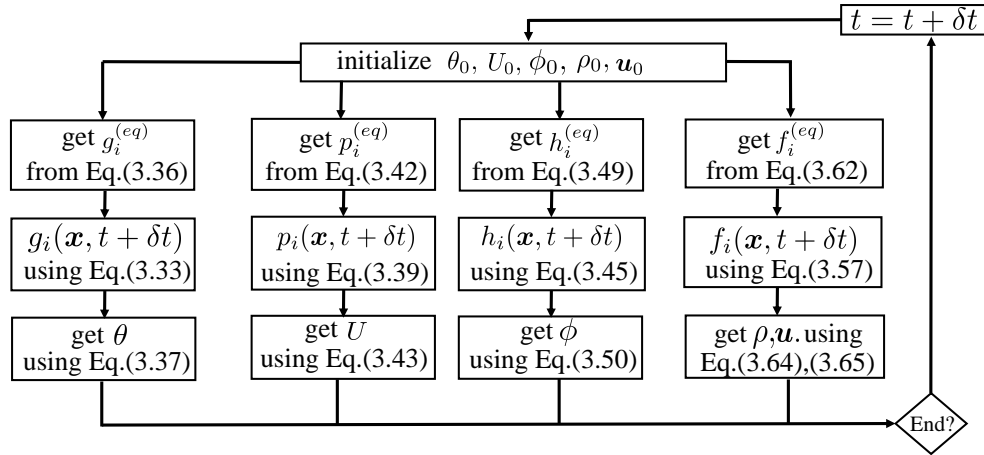 t = t + δt
initialize θ₀, U₀, ϕ₀, ρ₀, 𝒖₀
get gᵢ^(eq)
from Eq.(3.36)
get pᵢ^(eq)
from Eq.(3.42)
get hᵢ^(eq)
from Eq.(3.49)
get fᵢ^(eq)
from Eq.(3.62)
gᵢ(𝒙, t + δt)
using Eq.(3.33)
pᵢ(𝒙, t + δt)
using Eq.(3.39)
hᵢ(𝒙, t + δt)
using Eq.(3.45)
fᵢ(𝒙, t + δt)
using Eq.(3.57)
get θ
using Eq.(3.37)
get U
using Eq.(3.43)
get ϕ
using Eq.(3.50)
get ρ,𝒖. using
Eq.(3.64),(3.65)
End?